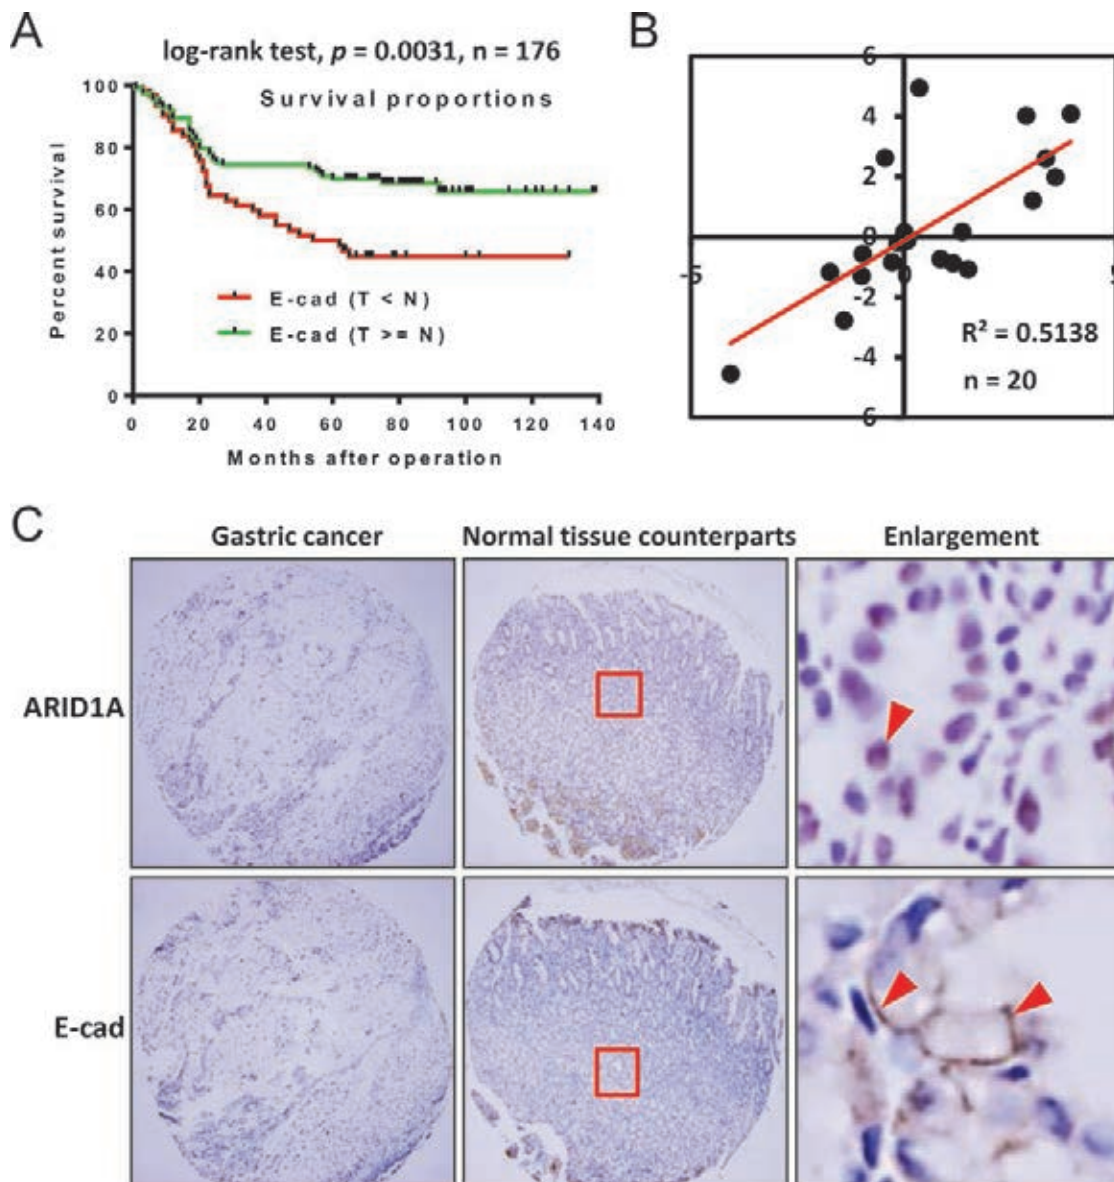 A
log-rank test, p = 0.0031, n = 176
Survival proportions
Percent survival
100
80
60
40
20
0
E-cad (T < N)
E-cad (T >= N)
0 20 40 60 80 100 120 140
Months after operation
B
6
4
2
0
-5
0
-2
-4
6
R² = 0.5138
n = 20
C
Gastric cancer Normal tissue counterparts Enlargement
ARID1A
E-cad